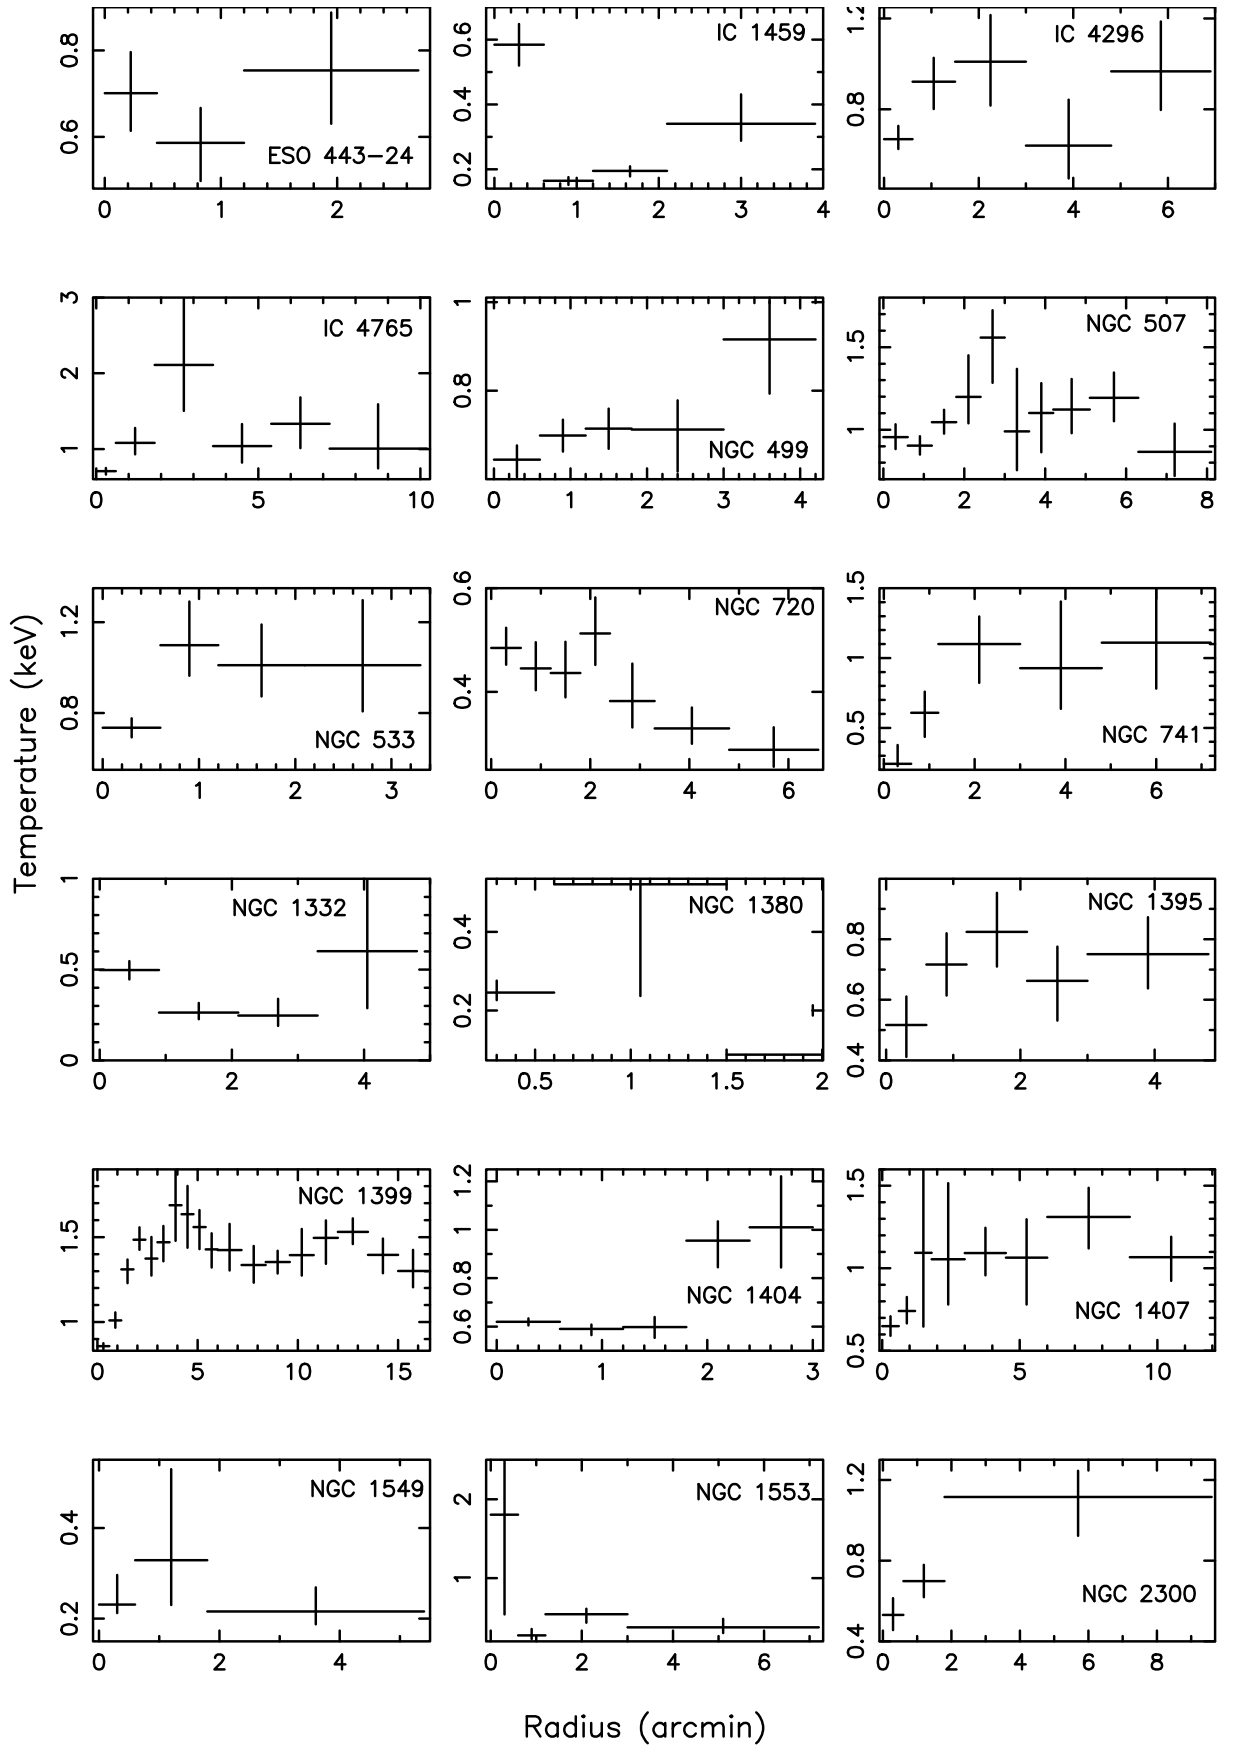 0.8
0.6
ESO 443−24
0 1 2
0.6
0.4
0.2
IC 1459
0 1 2 3 4
1.2
0.8
IC 4296
0 2 4 6
3
2
1
IC 4765
0 5 10
1
0.8
NGC 499
0 1 2 3 4
1.5
1
NGC 507
0 2 4 6 8
Temperature (keV)
1.2
0.8
NGC 533
0 1 2 3
0.6
0.4
NGC 720
0 2 4 6
1.5
1
0.5
NGC 741
0 2 4 6
1
0.5
0
NGC 1332
0 2 4
0.4
0.2
NGC 1380
0.5 1 1.5 2
0.8
0.6
0.4
NGC 1395
0 2 4
1.5
1
NGC 1399
0 5 10 15
1.2
1
0.8
0.6
NGC 1404
0 1 2 3
1.5
1
0.5
NGC 1407
0 5 10
0.4
0.2
NGC 1549
0 2 4
2
1
NGC 1553
0 2 4 6
1.2
0.8
0.4
NGC 2300
0 2 4 6 8
Radius (arcmin)